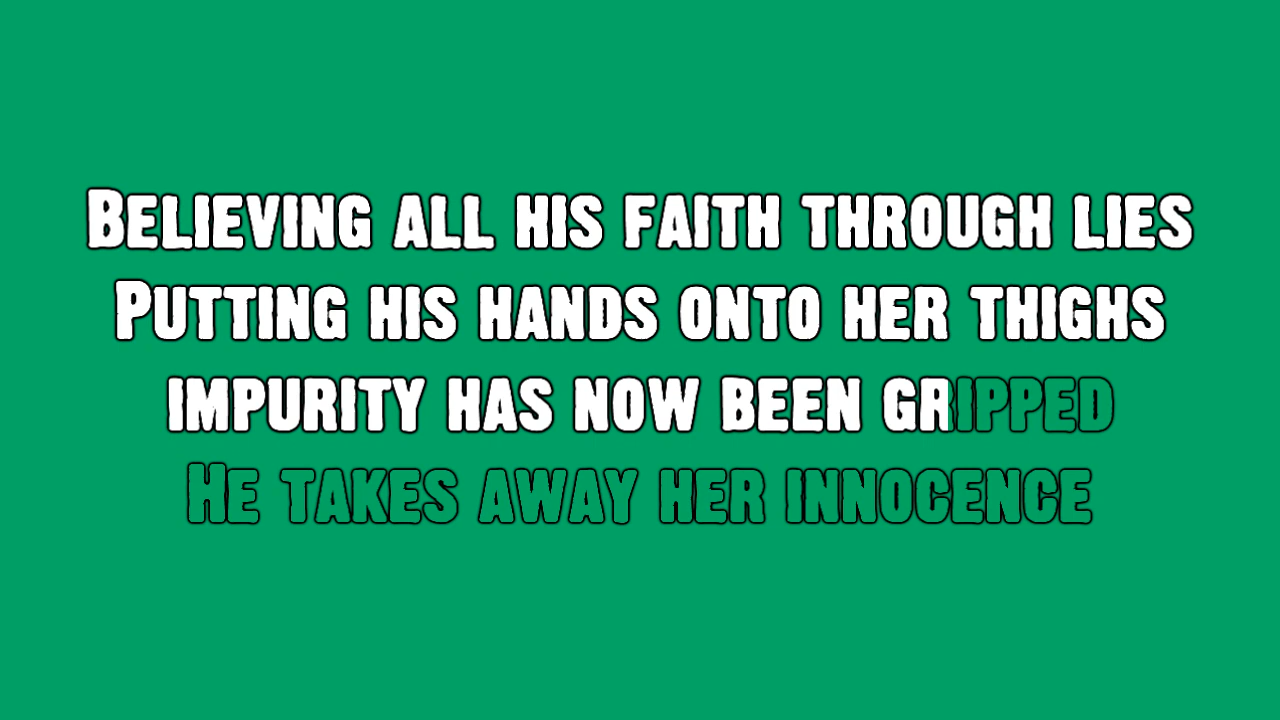 Believing all his faith through lies
Putting his hands onto her thighs
impurity has now been gripped
He takes away her innocence